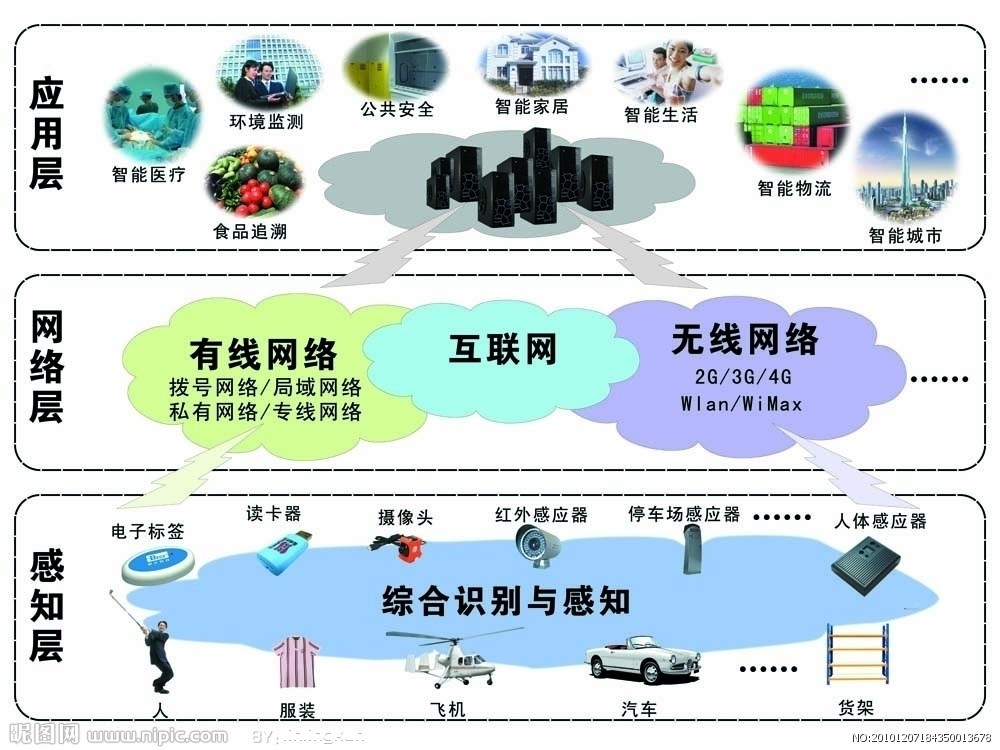 应用层
智能医疗
环境监测
公共安全
智能家居
智能生活
智能物流
智能城市
食品追溯
网络层
有线网络
拨号网络/局域网络
私有网络/专线网络
互联网
无线网络
2G/3G/4G
Wlan/WiMax
感知层
电子标签
读卡器
摄像头
红外感应器
停车场感应器
人体感应器
综合识别与感知
人
服装
飞机
汽车
货架
昵图网 www.nipic.com
NO:20101207184350013678